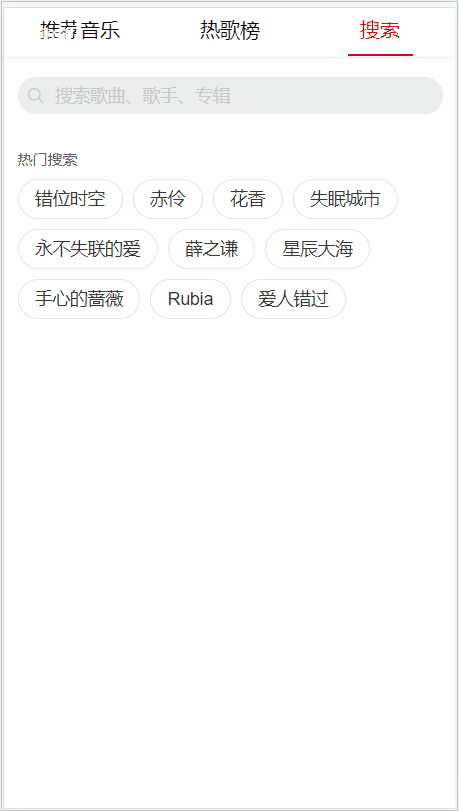 推荐音乐 热歌榜 搜索
搜索歌曲、歌手、专辑
热门搜索
错位时空 赤伶 花香 失眠城市
永不失联的爱 薛之谦 星辰大海
手心的蔷薇 Rubia 爱人错过